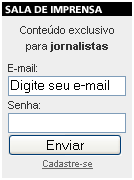 SALA DE IMPRENSA
Conteúdo exclusivo
para jornalistas
E-mail:
Digite seu e-mail
Senha:
Enviar
Cadastre-se